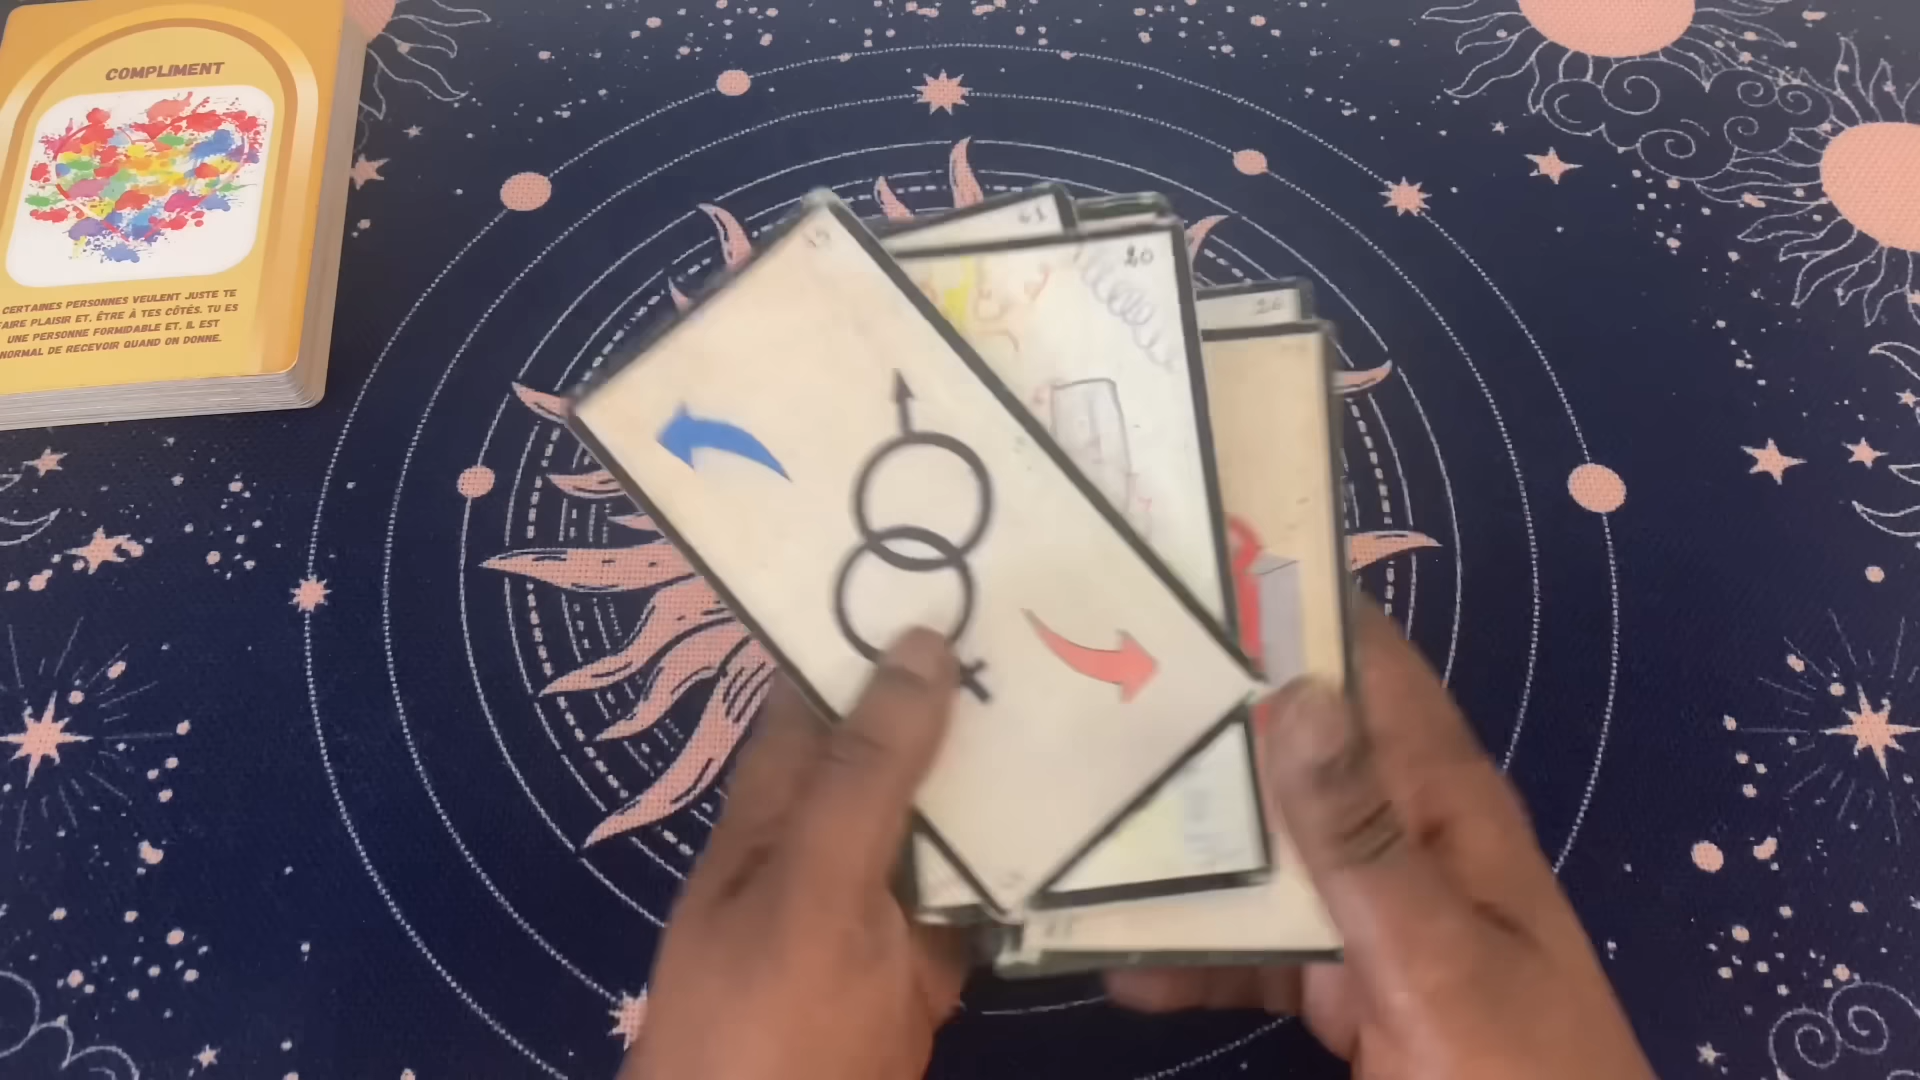 COMPLIMENT
CERTAINES PERSONNES VEULENT JUSTE TE
FAIRE PLAISIR ET, ÊTRE À TES CÔTÉS. TU ES
UNE PERSONNE FORMIDABLE ET, IL EST
NORMAL DE RECEVOIR QUAND ON DONNE.
20